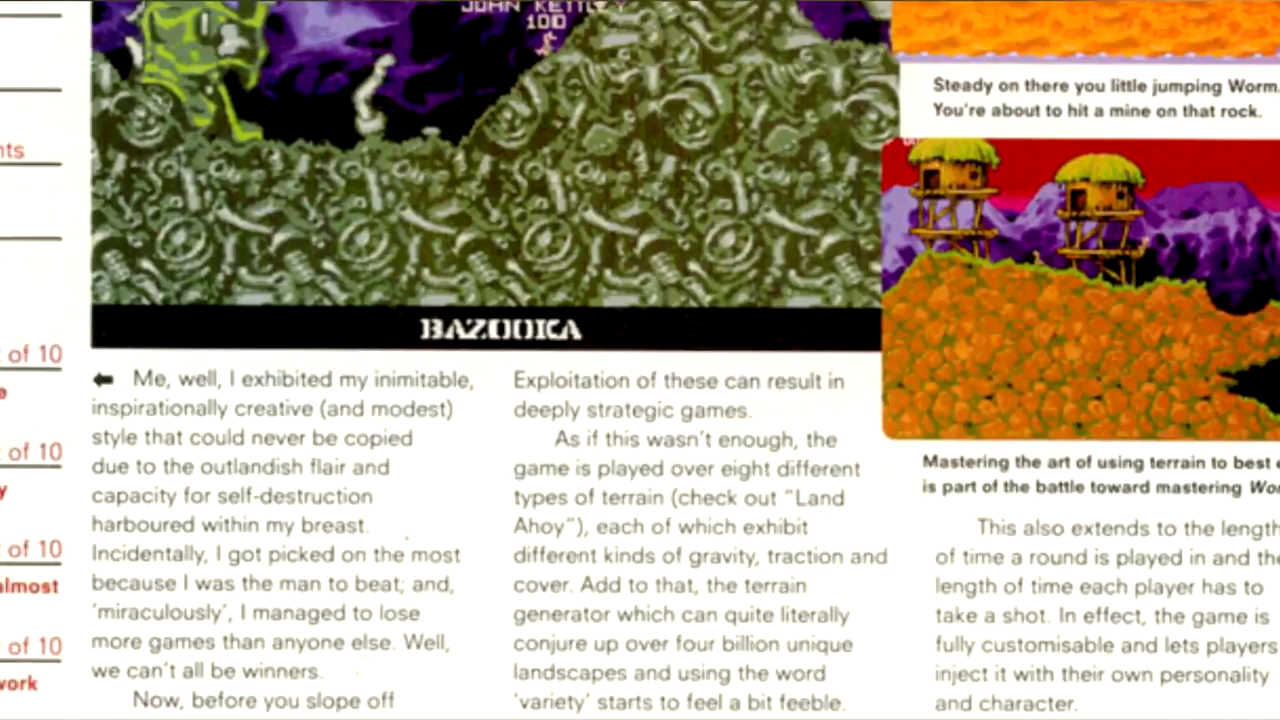 JOHN KETTLEY
100
Steady on there you little jumping Worm.
You're about to hit a mine on that rock.
nts
of 10
of 10
y
of 10
almost
of 10
work
BAZOOKA
Me, well, I exhibited my inimitable,
inspirationally creative (and modest)
style that could never be copied
due to the outlandish flair and
capacity for self-destruction
harboured within my breast.
Incidentally, I got picked on the most
because I was the man to beat; and,
'miraculously', I managed to lose
more games than anyone else. Well,
we can't all be winners.
Now, before you slope off
Exploitation of these can result in
deeply strategic games.
As if this wasn't enough, the
game is played over eight different
types of terrain (check out "Land
Ahoy"), each of which exhibit
different kinds of gravity, traction and
cover. Add to that, the terrain
generator which can quite literally
conjure up over four billion unique
landscapes and using the word
'variety' starts to feel a bit feeble.
Mastering the art of using terrain to best
is part of the battle toward mastering Wor
This also extends to the length
of time a round is played in and the
length of time each player has to
take a shot. In effect, the game is
fully customisable and lets players
inject it with their own personality
and character.